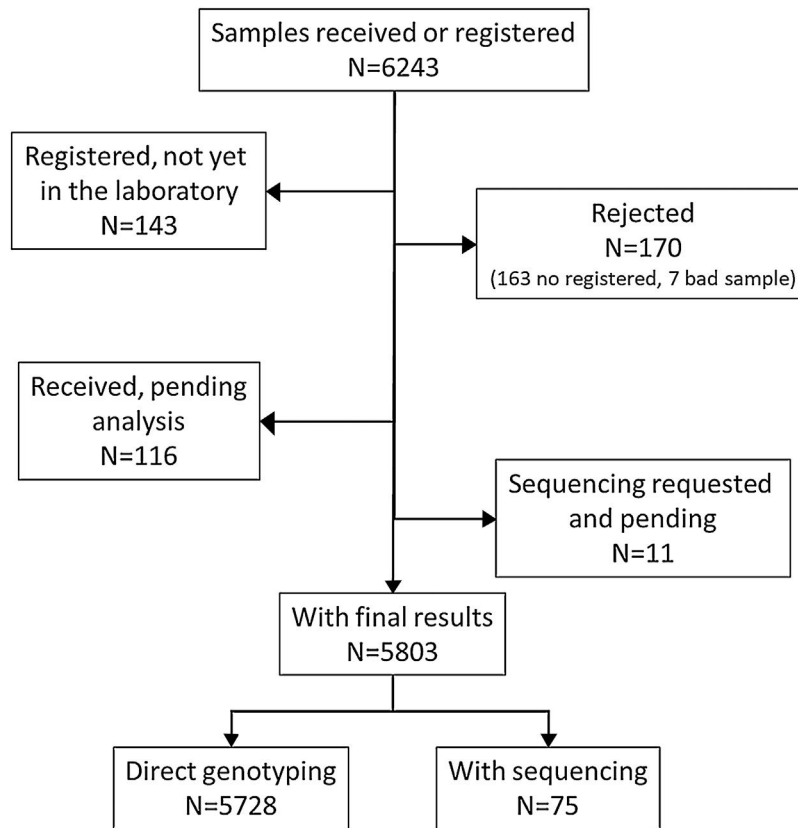 Samples received or registered
N=6243
Registered, not yet
in the laboratory
N=143
Rejected
N=170
(163 no registered, 7 bad sample)
Received, pending
analysis
N=116
Sequencing requested
and pending
N=11
With final results
N=5803
Direct genotyping
N=5728
With sequencing
N=75